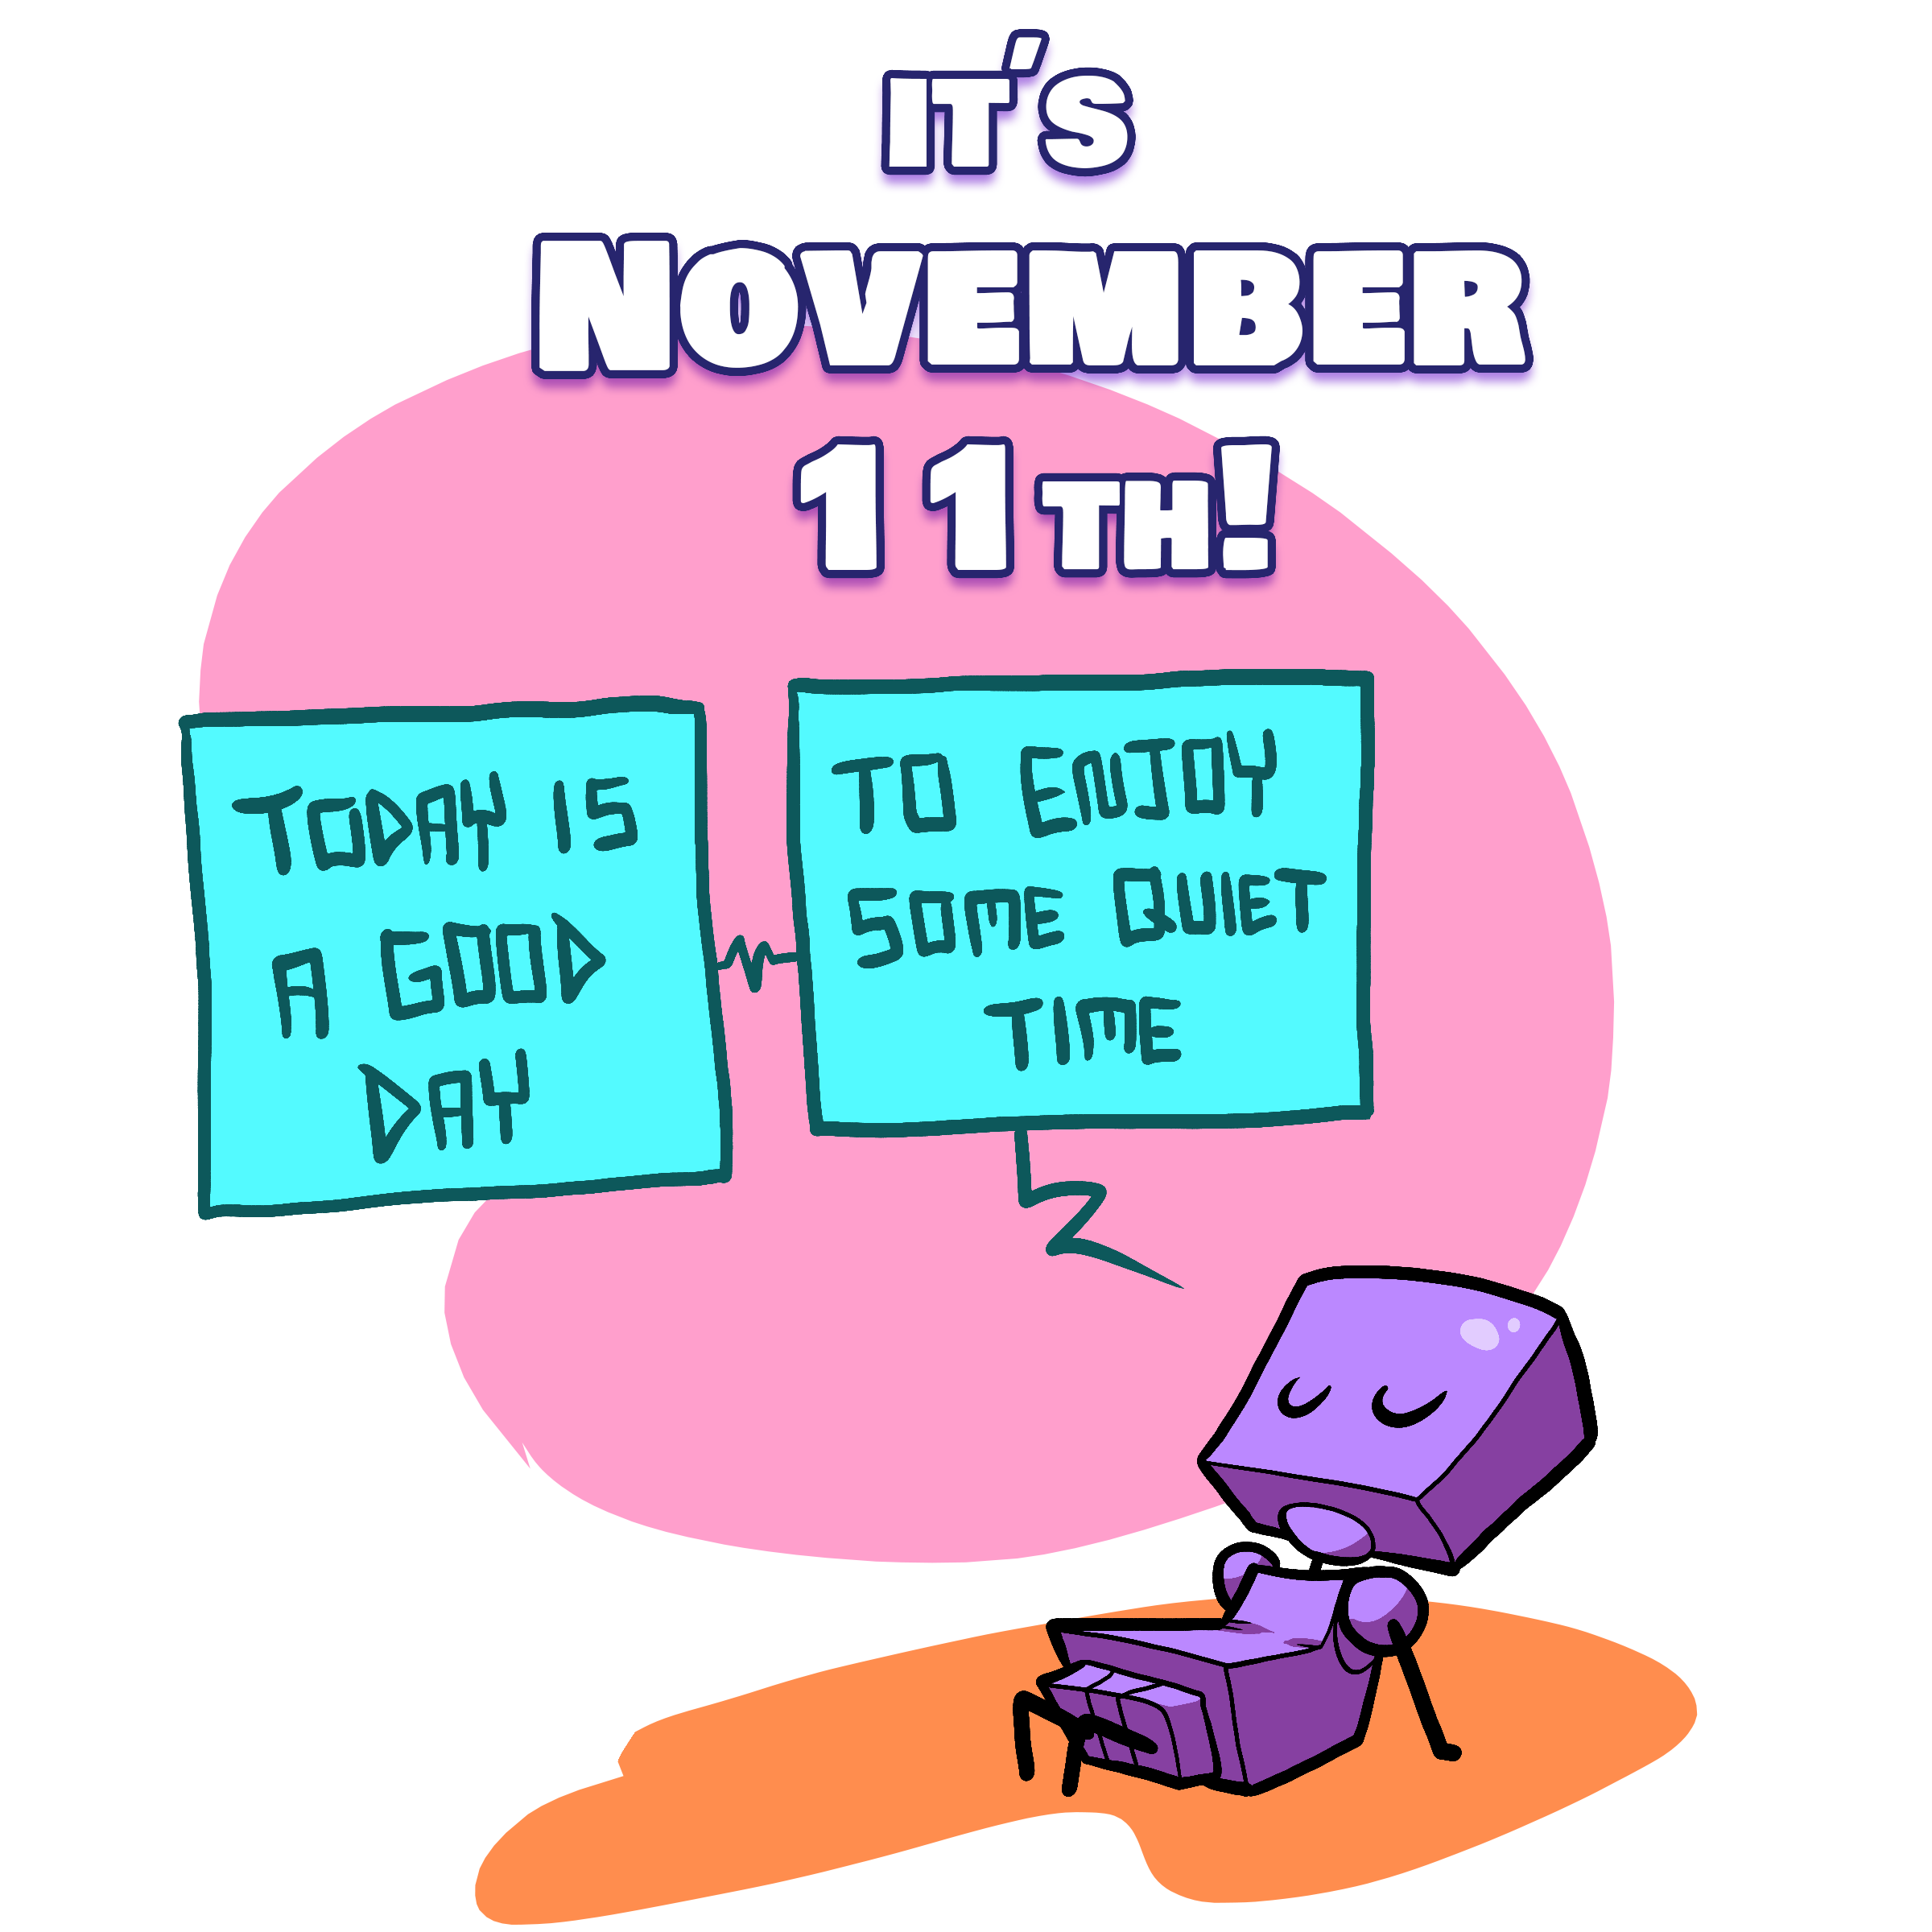 IT'S
NOVEMBER
11TH!
TODAY IS
A GOOD
DAY
TO ENJOY
SOME QUIET
TIME